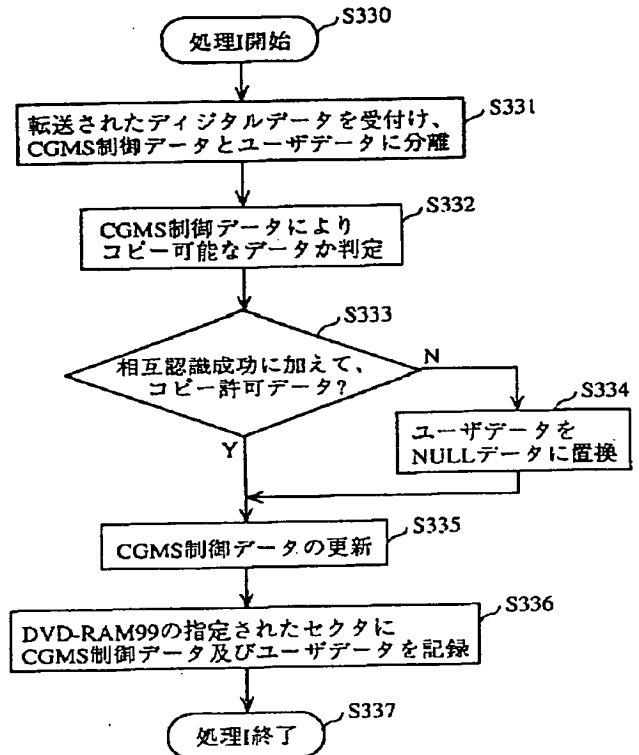 S330
処理I開始
S331
転送されたディジタルデータを受付け、
CGMS制御データとユーザデータに分離
S332
CGMS制御データにより
コピー可能なデータか判定
S333
相互認識成功に加えて、
コピー許可データ?
N
Y
S334
ユーザデータを
NULLデータに置換
S335
CGMS制御データの更新
S336
DVD-RAM99の指定されたセクタに
CGMS制御データ及びユーザデータを記録
S337
処理I終了